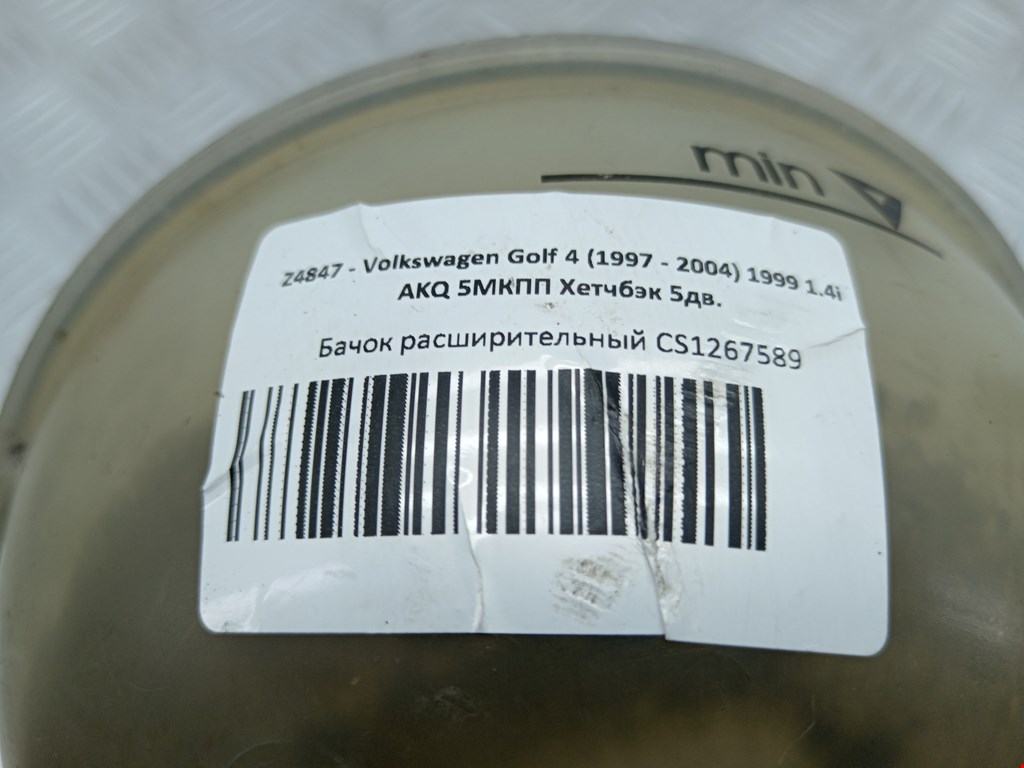 min
Z4847 - Volkswagen Golf 4 (1997 - 2004) 1999 1.4i
AKQ 5МКПП Хетчбэк 5дв.
Бачок расширительный CS1267589